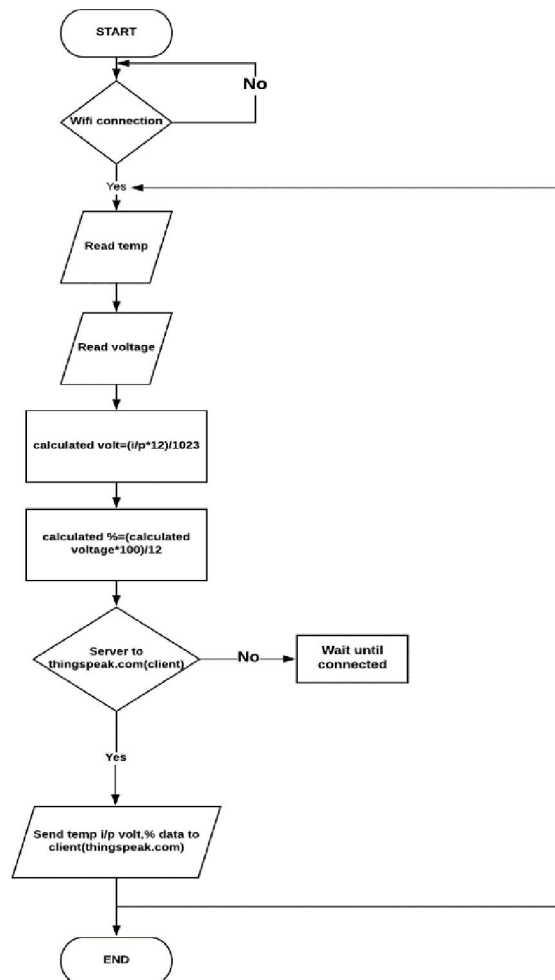 START
No
Wifi connection
Yes
Read temp
Read voltage
calculated volt=(i/p*12)/1023
calculated %=(calculated
voltage*100)/12
Server to
thingspeak.com(client)
No
Wait until
connected
Yes
Send temp i/p volt,% data to
client(thingspeak.com)
END